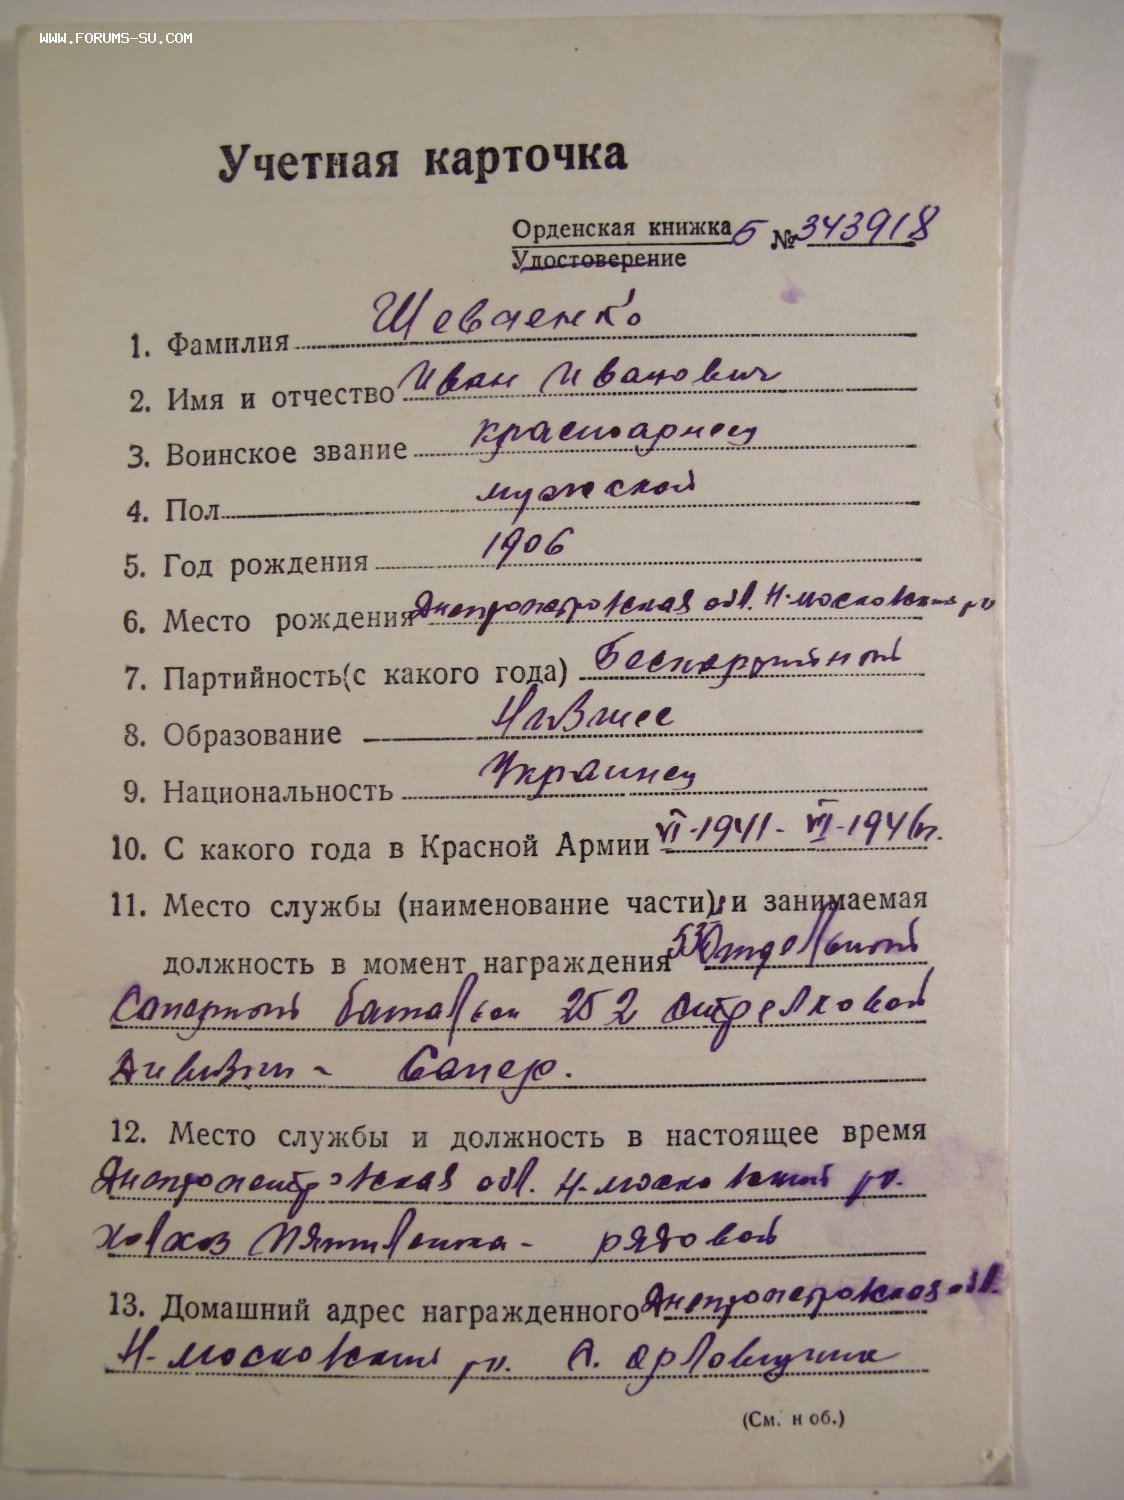 WWW.FORUMS-SU.COM
Учетная карточка
Орденская книжка Б № 343918
Удостоверение
1. Фамилия Шевченко
2. Имя и отчество Иван Иванович
3. Воинское звание красноармеец
4. Пол мужской
5. Год рождения 1906
6. Место рождения Днепропетровская обл. Н-московский р-н
7. Партийность (с какого года) Беспартийный
8. Образование Низшее
9. Национальность Украинец
10. С какого года в Красной Армии VI-1941-VI-1946гг.
11. Место службы (наименование части) и занимаемая
должность в момент награждения Отдельный
Саперный батальон 252 стрелковой
дивизии - Сапер.
12. Место службы и должность в настоящее время
Днепропетровская обл. Н-московский р-н.
колхоз Пятилетка - рядовой
13. Домашний адрес награжденного Днепропетровская обл.
Н-московский р-н. с. Орловщина
(См. н об.)